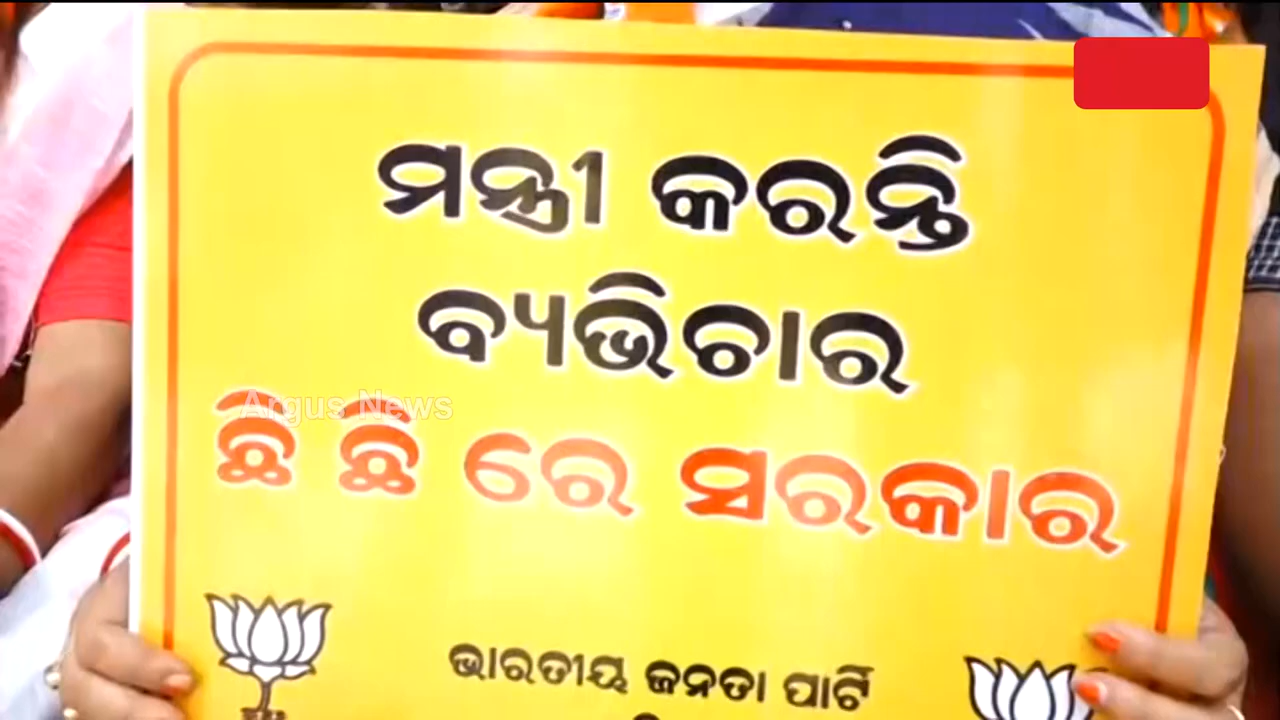 ମନ୍ତ୍ରୀ କରନ୍ତି
ବ୍ୟଭିଚାର
Argus News
ଛି ଛି ରେ ସରକାର
ଭାରତୀୟ ଜନତା ପାର୍ଟି